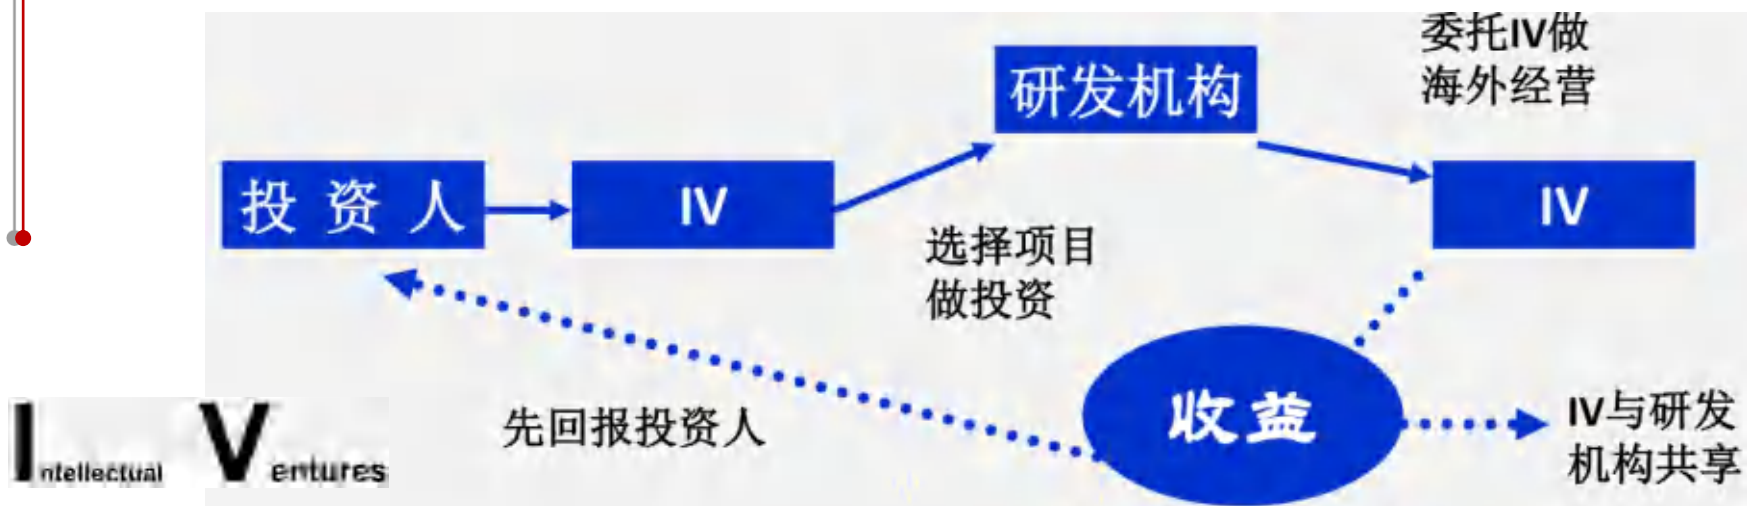 委托IV做
海外经营
研发机构
投资人
IV
IV
选择项目
做投资
收益
先回报投资人
IV与研发
机构共享
Intellectual Ventures